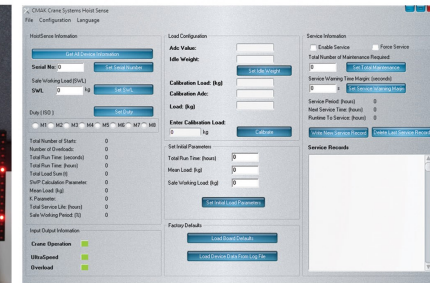 CMAK Crane Systems Hoist Sense
File Configuration Language
HoistSense Information
Get All Device Information
Serial No: 0 Set Serial Number
Safe Working Load (SWL)
SWL 0 kg Set SWL
Duty ( ISO ) Set Duty
M1 M2 M3 M4 M5 M6 M7 M8
Total Number of Starts: 0
Number of Overloads: 0
Total Run Time: (seconds) 0
Total Run Time: (hours) 0
Total Load Sum (t) 0
SWP Calculation Parameter: 0
Mean Load: (kg) 0
K Parameter: 0
Total Service Life: (hours) 0
Safe Working Period: (%) 0
Input Output Information
Crane Operation
UltraSpeed
Overload
Load Configuration
Adc Value:
Idle Weight:
Set Idle Weight
Calibration Load: (kg)
Calibration Adc:
Load: (kg)
Enter Calibration Load:
0 kg Calibrate
Set Initial Parameters
Total Run Time: (hours) 0
Mean Load: (kg) 0
Safe Working Load: (kg) 0
Set Initial Load Parameters
Factory Defaults
Load Board Defaults
Load Device Data From Log File
Service Information
Enable Service Force Service
Total Number of Maintenance Required:
0 Set Total Maintenance
Service Warning Time Margin: (seconds)
0 Set Service Warning Margin
Service Period: (hours) 0
Next Service Time: (hours) 0
Runtime To Service: (hours) 0
Write New Service Record Delete Last Service Record
Service Records